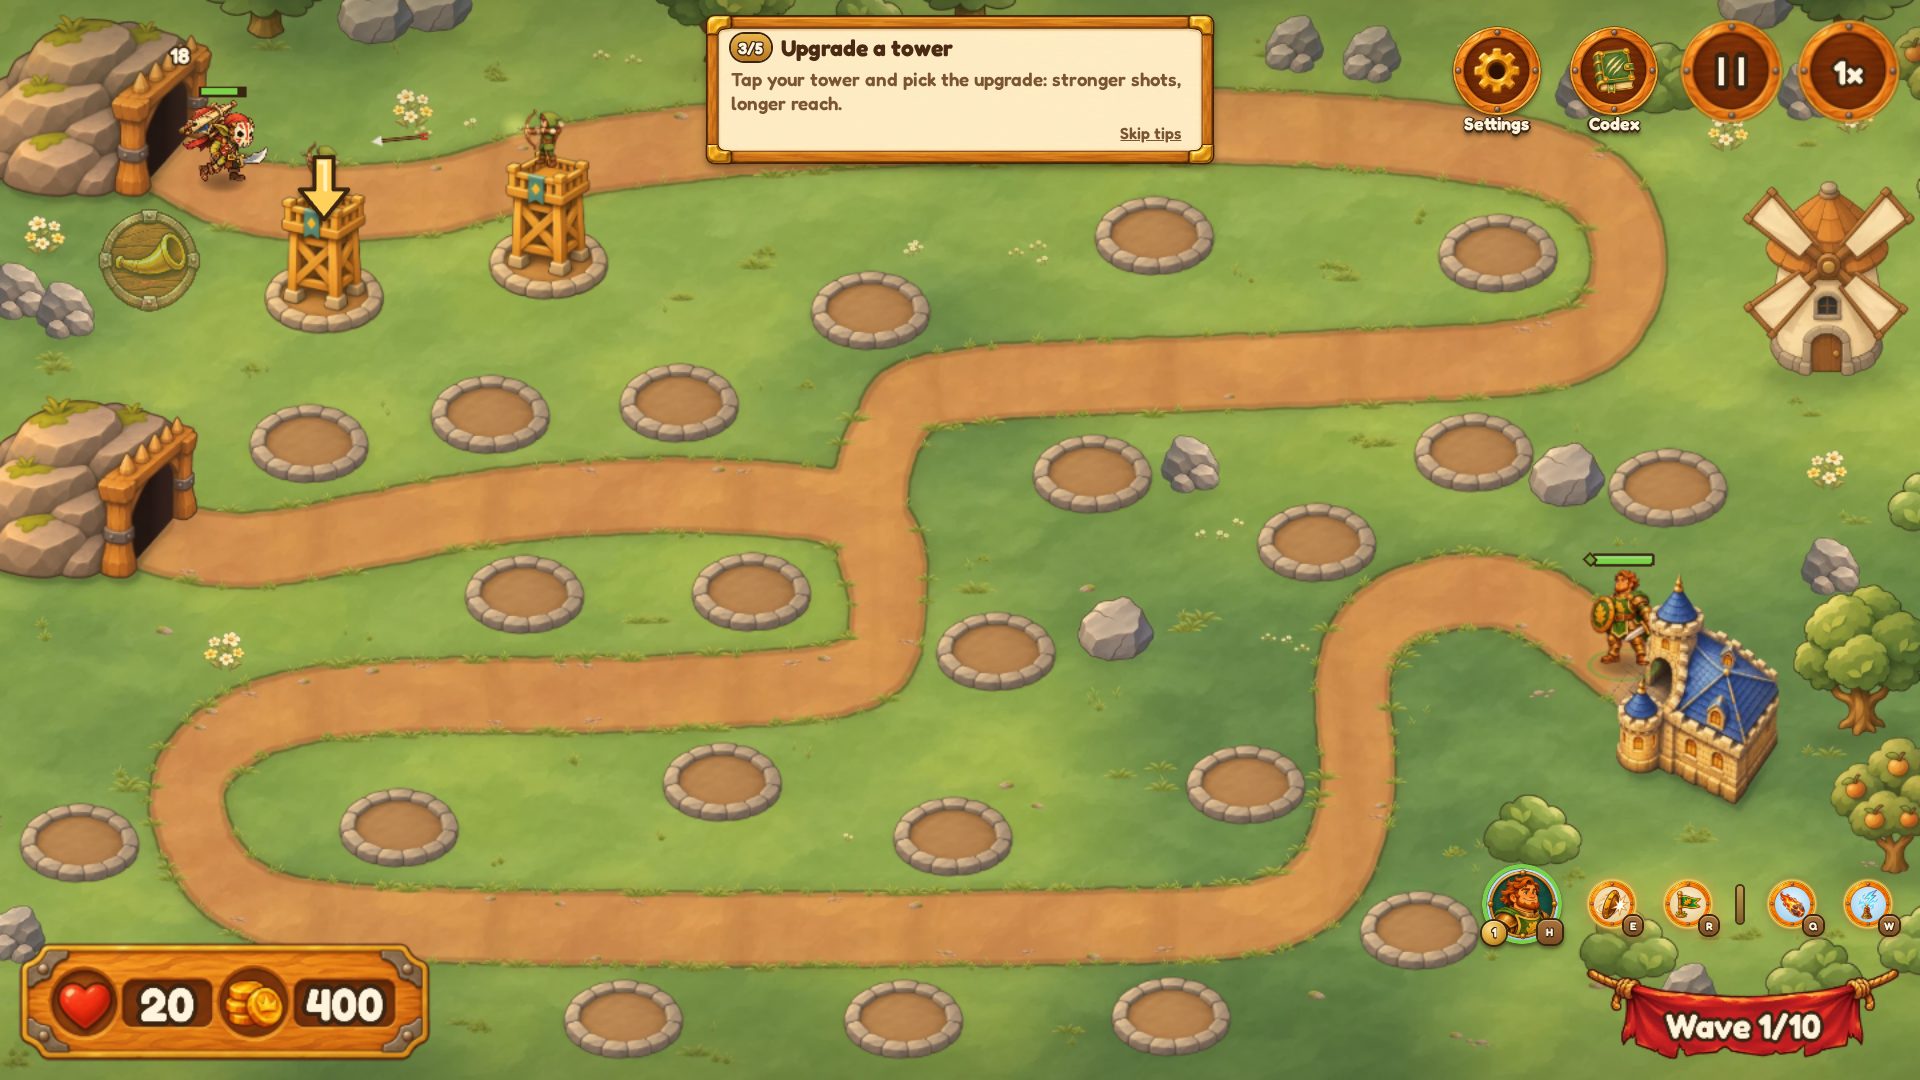 18
3/5 Upgrade a tower
Tap your tower and pick the upgrade: stronger shots,
longer reach.
Skip tips
Settings
Codex
1x
1
H
E
R
Q
W
20
400
Wave 1/10